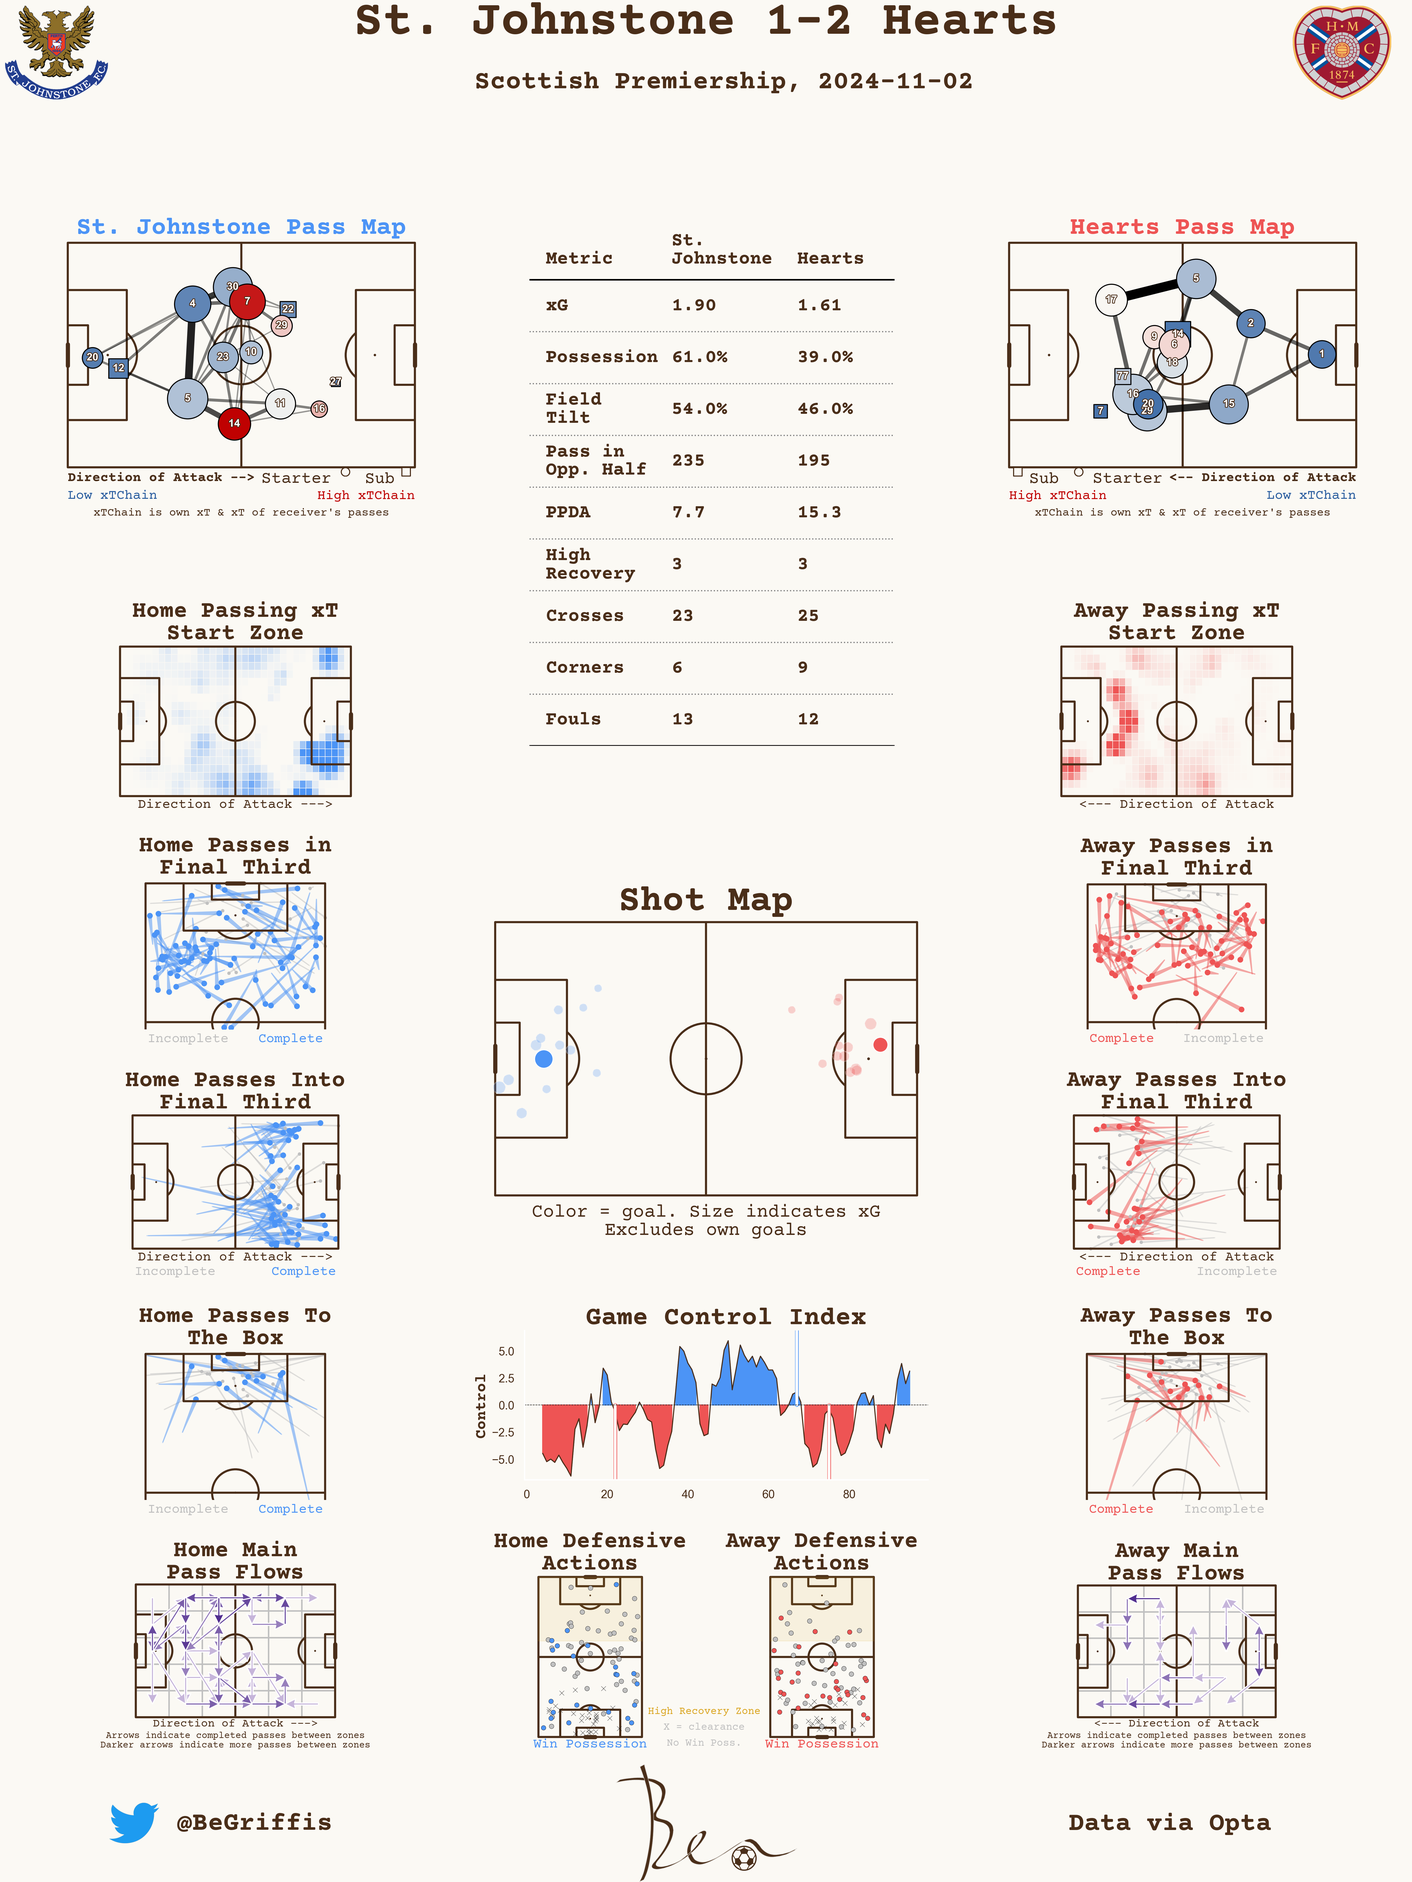 St. Johnstone 1-2 Hearts
Scottish Premiership, 2024-11-02
ST. JOHNSTONE F.C.
H · M
F C
1874
St. Johnstone Pass Map
30
7
4
22
29
20
12
23
10
27
5
11
16
14
Direction of Attack --> Starter Sub
Low xTChain High xTChain
xTChain is own xT & xT of receiver's passes
Metric St. Johnstone Hearts
xG 1.90 1.61
Possession 61.0% 39.0%
Field Tilt 54.0% 46.0%
Pass in Opp. Half 235 195
PPDA 7.7 15.3
High Recovery 3 3
Crosses 23 25
Corners 6 9
Fouls 13 12
Hearts Pass Map
5
17
2
9
14
6
1
18
77
16
7
20
29
15
Sub Starter <-- Direction of Attack
High xTChain Low xTChain
xTChain is own xT & xT of receiver's passes
Home Passing xT
Start Zone
Direction of Attack --->
Away Passing xT
Start Zone
<--- Direction of Attack
Home Passes in
Final Third
Incomplete Complete
Away Passes in
Final Third
Complete Incomplete
Shot Map
Color = goal. Size indicates xG
Excludes own goals
Home Passes Into
Final Third
Direction of Attack --->
Incomplete Complete
Away Passes Into
Final Third
<--- Direction of Attack
Complete Incomplete
Home Passes To
The Box
Incomplete Complete
Game Control Index
Control
5.0
2.5
0.0
−2.5
−5.0
0 20 40 60 80
Away Passes To
The Box
Complete Incomplete
Home Main
Pass Flows
Direction of Attack --->
Arrows indicate completed passes between zones
Darker arrows indicate more passes between zones
Home Defensive
Actions
Win Possession
High Recovery Zone
X = clearance
No Win Poss.
Away Defensive
Actions
Win Possession
Away Main
Pass Flows
<--- Direction of Attack
Arrows indicate completed passes between zones
Darker arrows indicate more passes between zones
@BeGriffis
Ben
Data via Opta